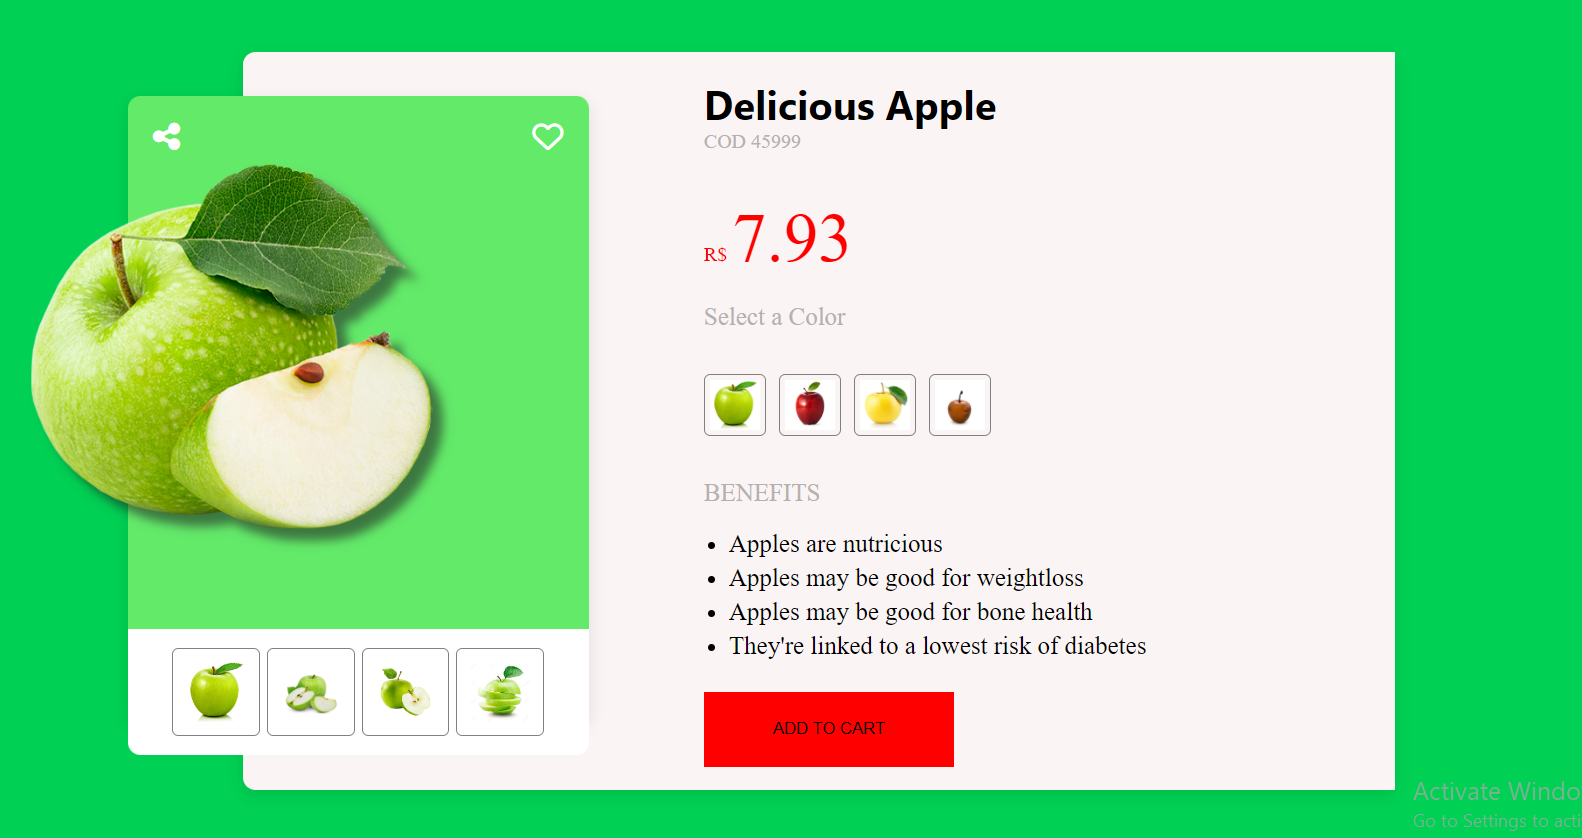 Delicious Apple
COD 45999
R$ 7.93
Select a Color
BENEFITS
Apples are nutricious
Apples may be good for weightloss
Apples may be good for bone health
They're linked to a lowest risk of diabetes
ADD TO CART
Activate Windo
Go to Settings to acti